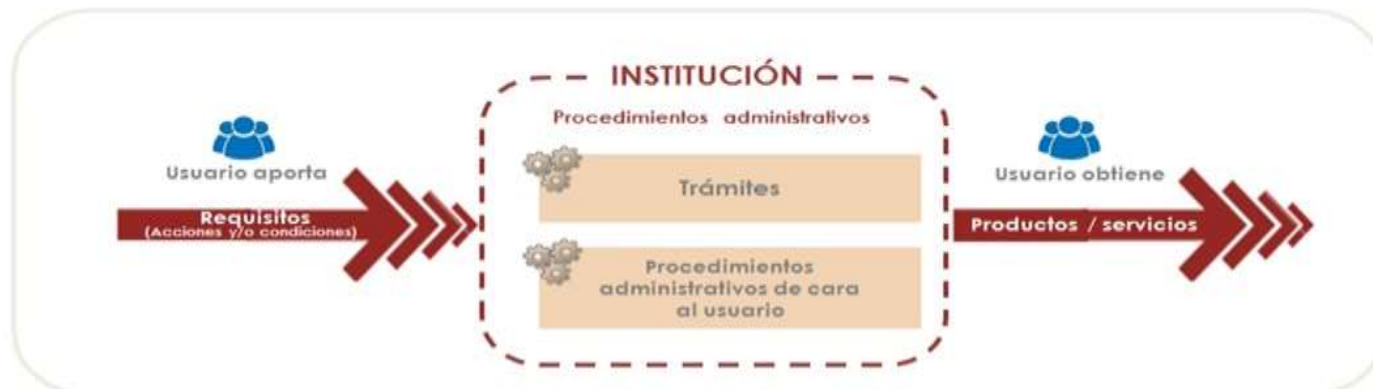 INSTITUCIÓN
Procedimientos administrativos
Usuario aporta
Requisitos
(Acciones y/o condiciones)
Trámites
Procedimientos
administrativos de cara
al usuario
Usuario obtiene
Productos / servicios